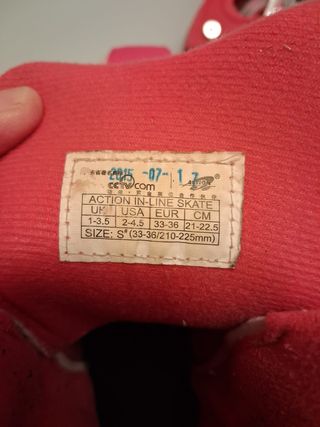 2015 -07- 1 7
CCTV.com
ACTION IN-LINE SKATE
UK USA EUR CM
1-3.5 2-4.5 33-36 21-22.5
SIZE: S# (33-36/210-225mm)